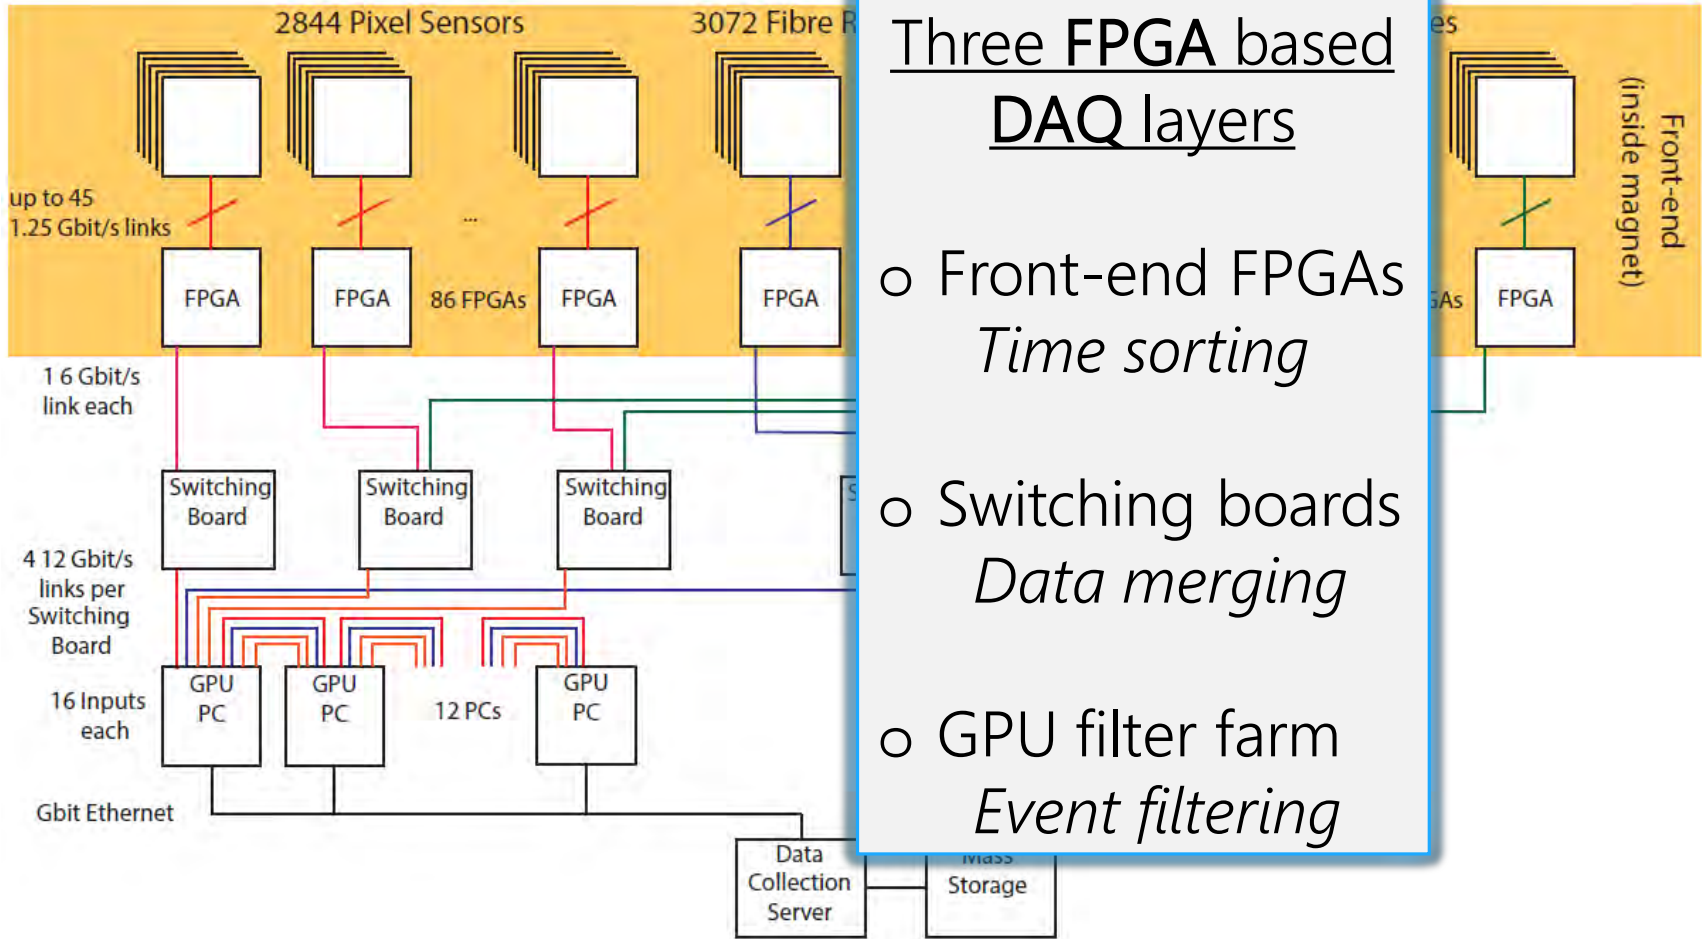 2844 Pixel Sensors
3072 Fibre
up to 45
1.25 Gbit/s links
...
FPGA
FPGA
86 FPGAs
FPGA
FPGA
FPGA
Front-end
(inside magnet)
1 6 Gbit/s
link each
Switching
Board
Switching
Board
Switching
Board
4 12 Gbit/s
links per
Switching
Board
16 Inputs
each
GPU
PC
GPU
PC
12 PCs
GPU
PC
Gbit Ethernet
Data
Collection
Server
Mass
Storage
Three FPGA based
DAQ layers
o Front-end FPGAs
Time sorting
o Switching boards
Data merging
o GPU filter farm
Event filtering